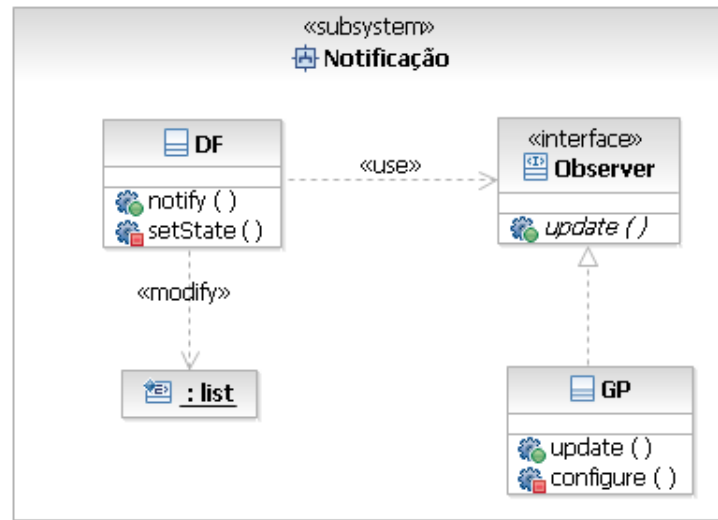 «subsystem»
Notificação
DF
notify ( )
setState ( )
«use»
«interface»
Observer
update ( )
«modify»
: list
GP
update ( )
configure ( )